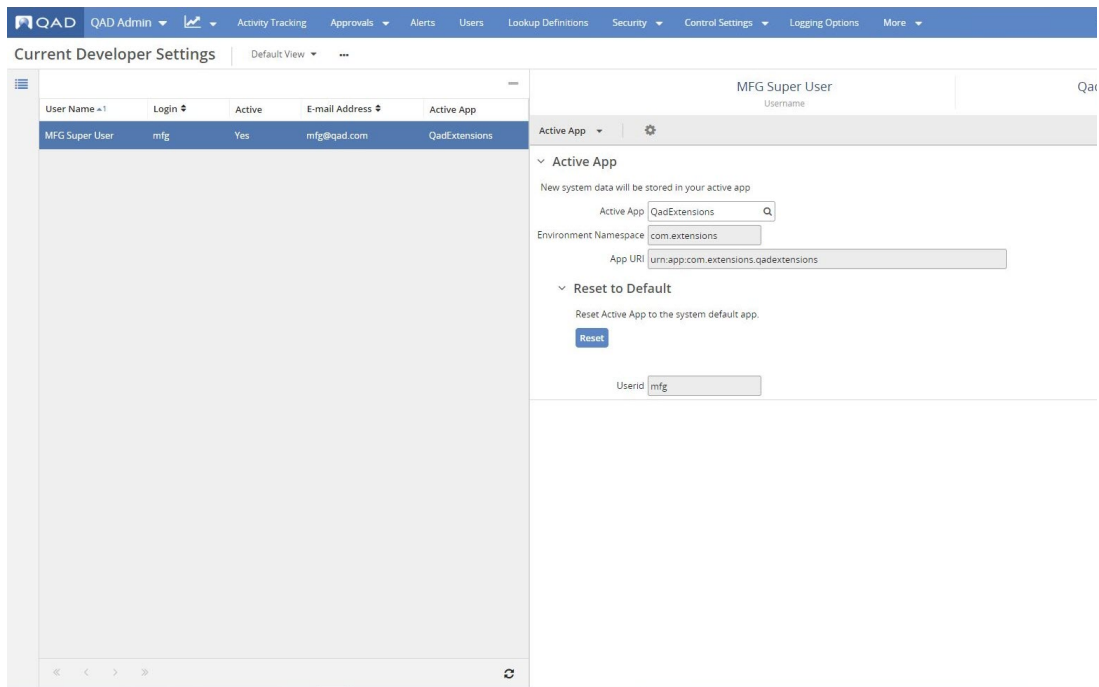 QAD QAD Admin Activity Tracking Approvals Alerts Users Lookup Definitions Security Control Settings Logging Options More
Current Developer Settings Default View
MFG Super User
Username
User Name 1 Login Active E-mail Address Active App
MFG Super User mfg Yes mfg@qad.com QadExtensions
Active App
Active App
New system data will be stored in your active app
Active App QadExtensions
Environment Namespace com.extensions
App URI urn:app:com.extensions.qadextensions
Reset to Default
Reset Active App to the system default app.
Reset
Userid mfg